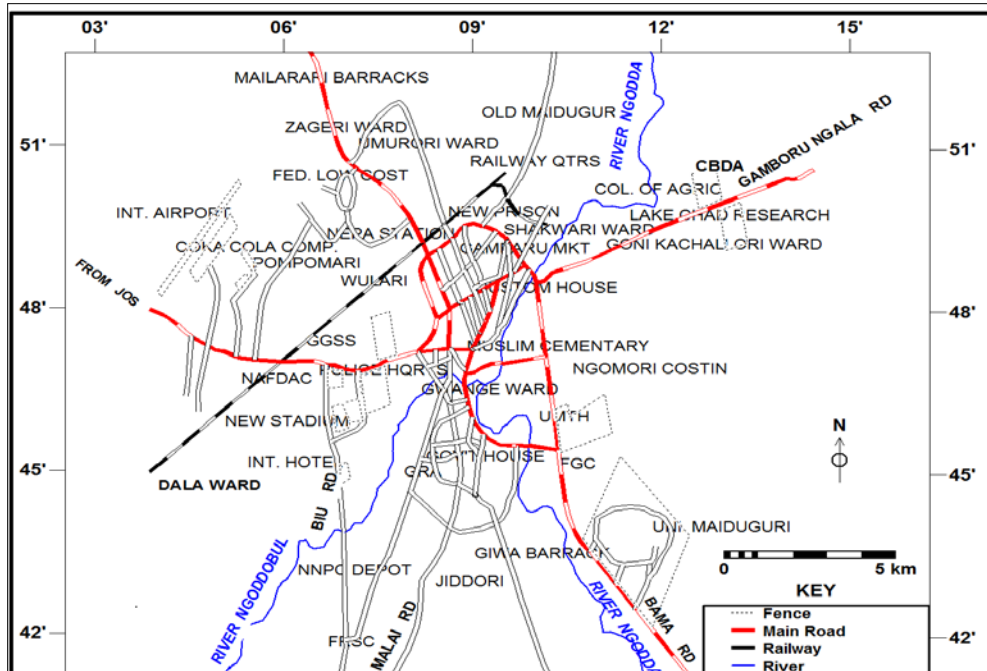 03' 06' 09' 12' 15'
MAILARARI BARRACKS
OLD MAIDUGUR
RIVER NGODDA
GAMBORU NGALA RD
ZAGERI WARD
51'
UMURORI WARD
51'
RAILWAY QTRS
CBDA
FED. LOW COST
COL. OF AGRIC
INT. AIRPORT
NEW PRISON
LAKE CHAD RESEARCH
NEPA STATION
SHAKWARI WARD
COKA COLA COMP.
GAMBARU MKT
GONI KACHALLORI WARD
POMPOMARI
FROM JOS
WULARI
CUSTOM HOUSE
48'
48'
GGSS
MUSLIM CEMENTARY
POLICE HQRTS
NGOMORI COSTIN
NAFDAC
GWANGE WARD
NEW STADIUM
UMTH
N
GOVT HOUSE
INT. HOTE
FGC
45'
GRA
45'
DALA WARD
BIU RD
UNI. MAIDUGURI
GIWA BARRACK
NNPC DEPOT
JIDDORI
0 5 km
RIVER NGODDOBUL
RIVER NGODDA
BAMA RD
KEY
MALAI RD
Fence
42'
FRSC
Main Road
42'
Railway
River